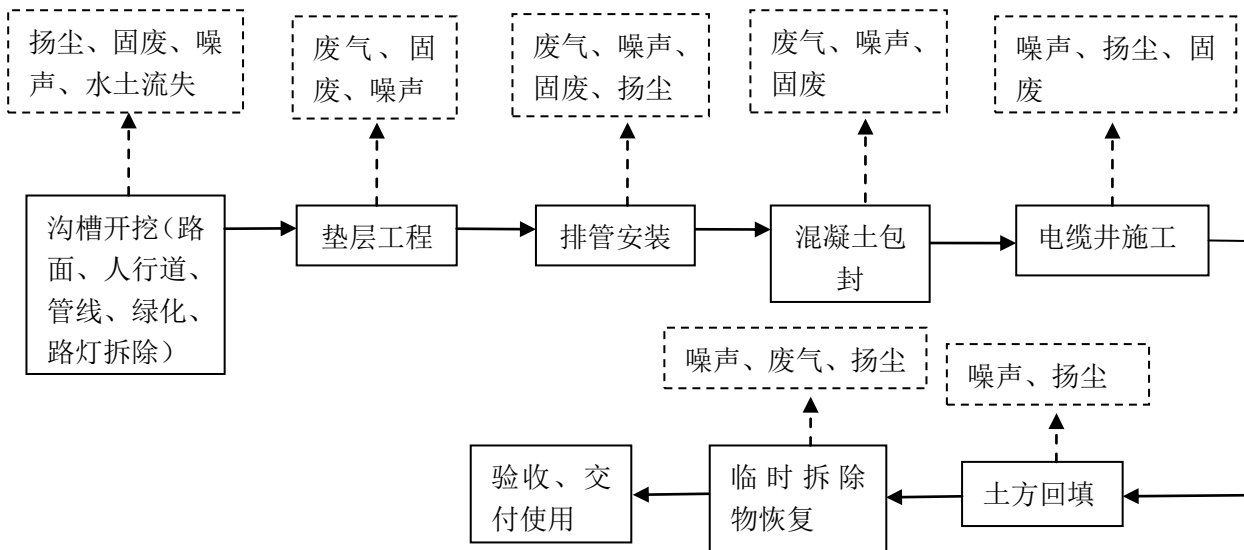 扬尘、固废、噪
声、水土流失
废气、固
废、噪声
废气、噪声、
固废、扬尘
废气、噪声、
固废
噪声、扬尘、固
废
沟槽开挖（路
面、人行道、
管线、绿化、
路灯拆除）
垫层工程
排管安装
混凝土包
封
电缆井施工
噪声、废气、扬尘
噪声、扬尘
验收、交
付使用
临时拆除
物恢复
土方回填